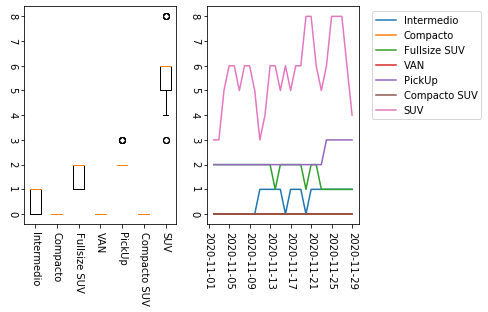 8
7
6
5
4
3
2
1
0
Intermedio
Compacto
Fullsize SUV
VAN
PickUp
Compacto SUV
SUV
8
7
6
5
4
3
2
1
0
2020-11-01
2020-11-05
2020-11-09
2020-11-13
2020-11-17
2020-11-21
2020-11-25
2020-11-29
Intermedio
Compacto
Fullsize SUV
VAN
PickUp
Compacto SUV
SUV